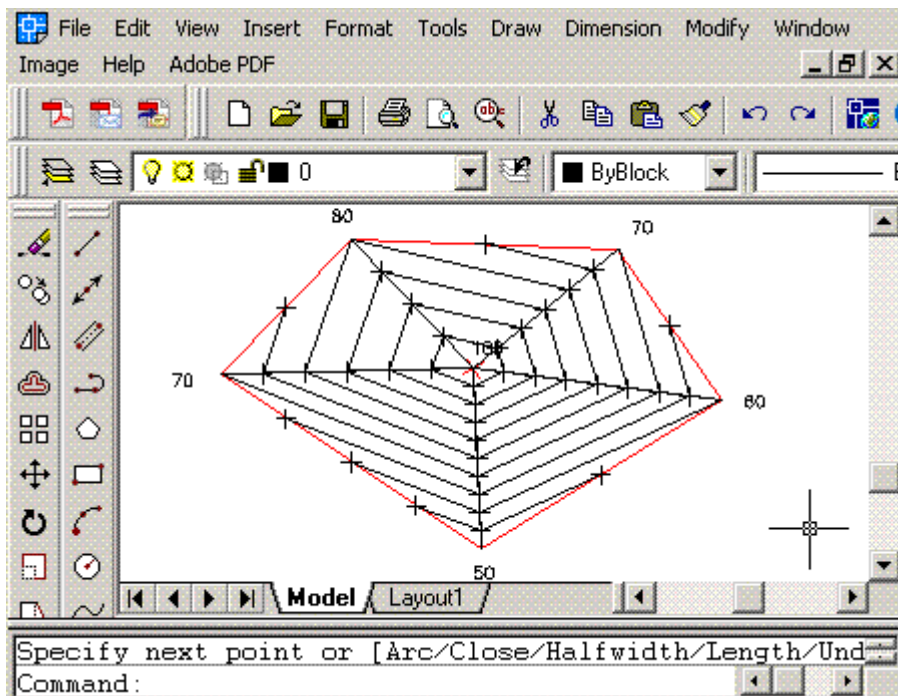 File Edit View Insert Format Tools Draw Dimension Modify Window
Image Help Adobe PDF
0 ByBlock
80 70
100
70 60
50
Model Layout1
Specify next point or [Arc/Close/Halfwidth/Length/Und
Command: